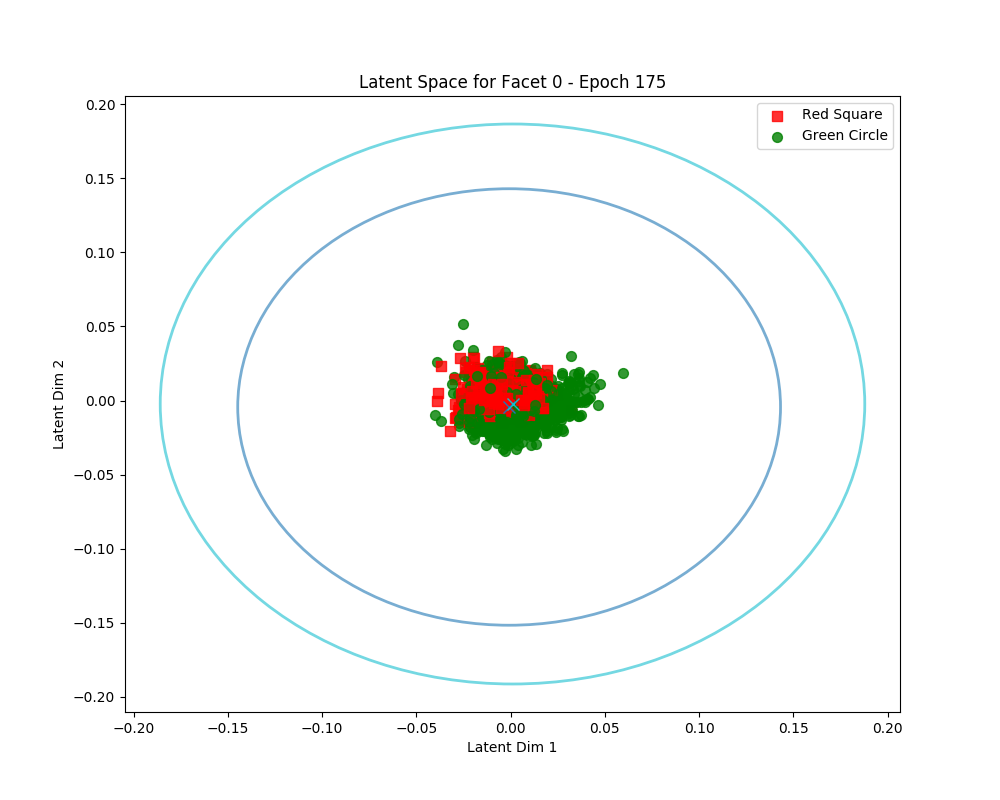 Latent Space for Facet 0 - Epoch 175
Red Square
Green Circle
0.20
0.15
0.10
0.05
0.00
−0.05
−0.10
−0.15
−0.20
Latent Dim 2
−0.20 −0.15 −0.10 −0.05 0.00 0.05 0.10 0.15 0.20
Latent Dim 1